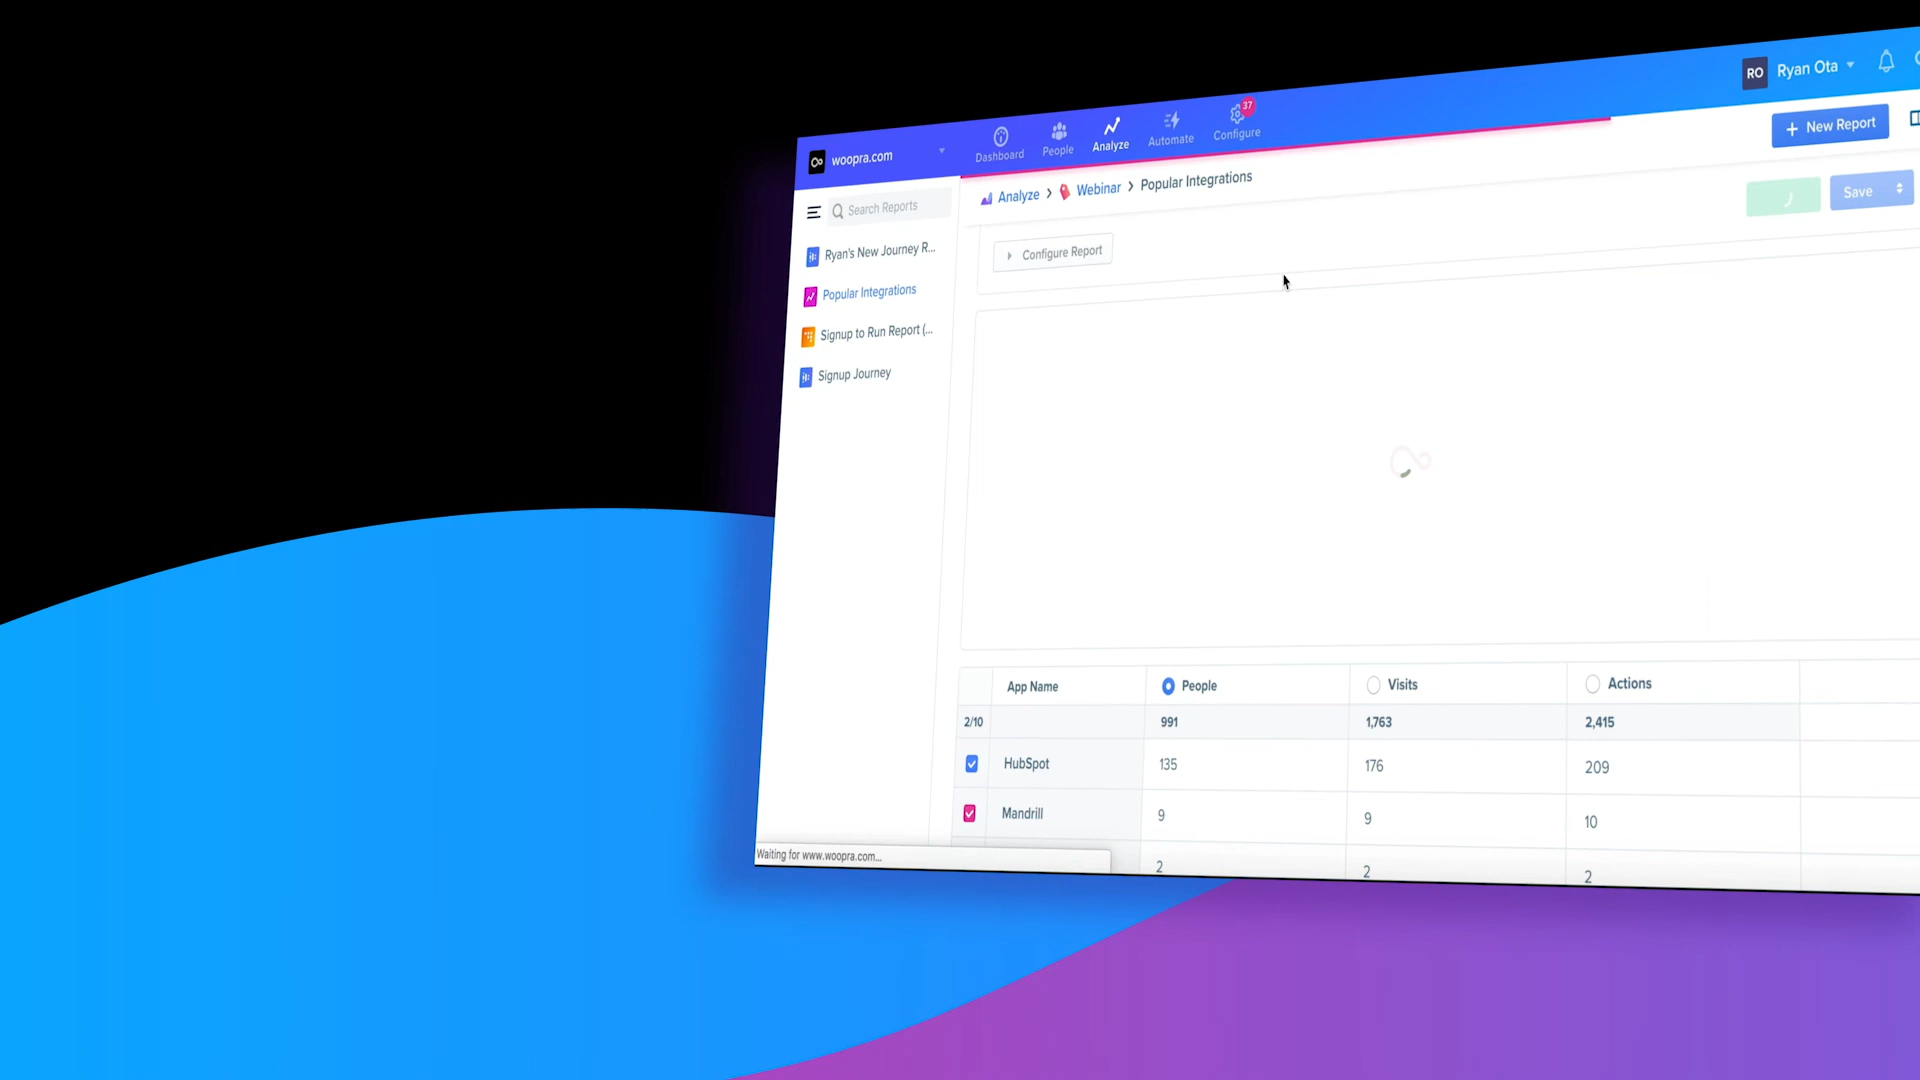 RO Ryan Ota
woopra.com
Dashboard
People
Analyze
Automate
Configure
37
+ New Report
Analyze > Webinar > Popular Integrations
Save
Search Reports
Configure Report
Ryan's New Journey R...
Popular Integrations
Signup to Run Report (...
Signup Journey
App Name People Visits Actions
2/10 991 1,763 2,415
HubSpot 135 176 209
Mandrill 9 9 10
2 2 2
Waiting for www.woopra.com...